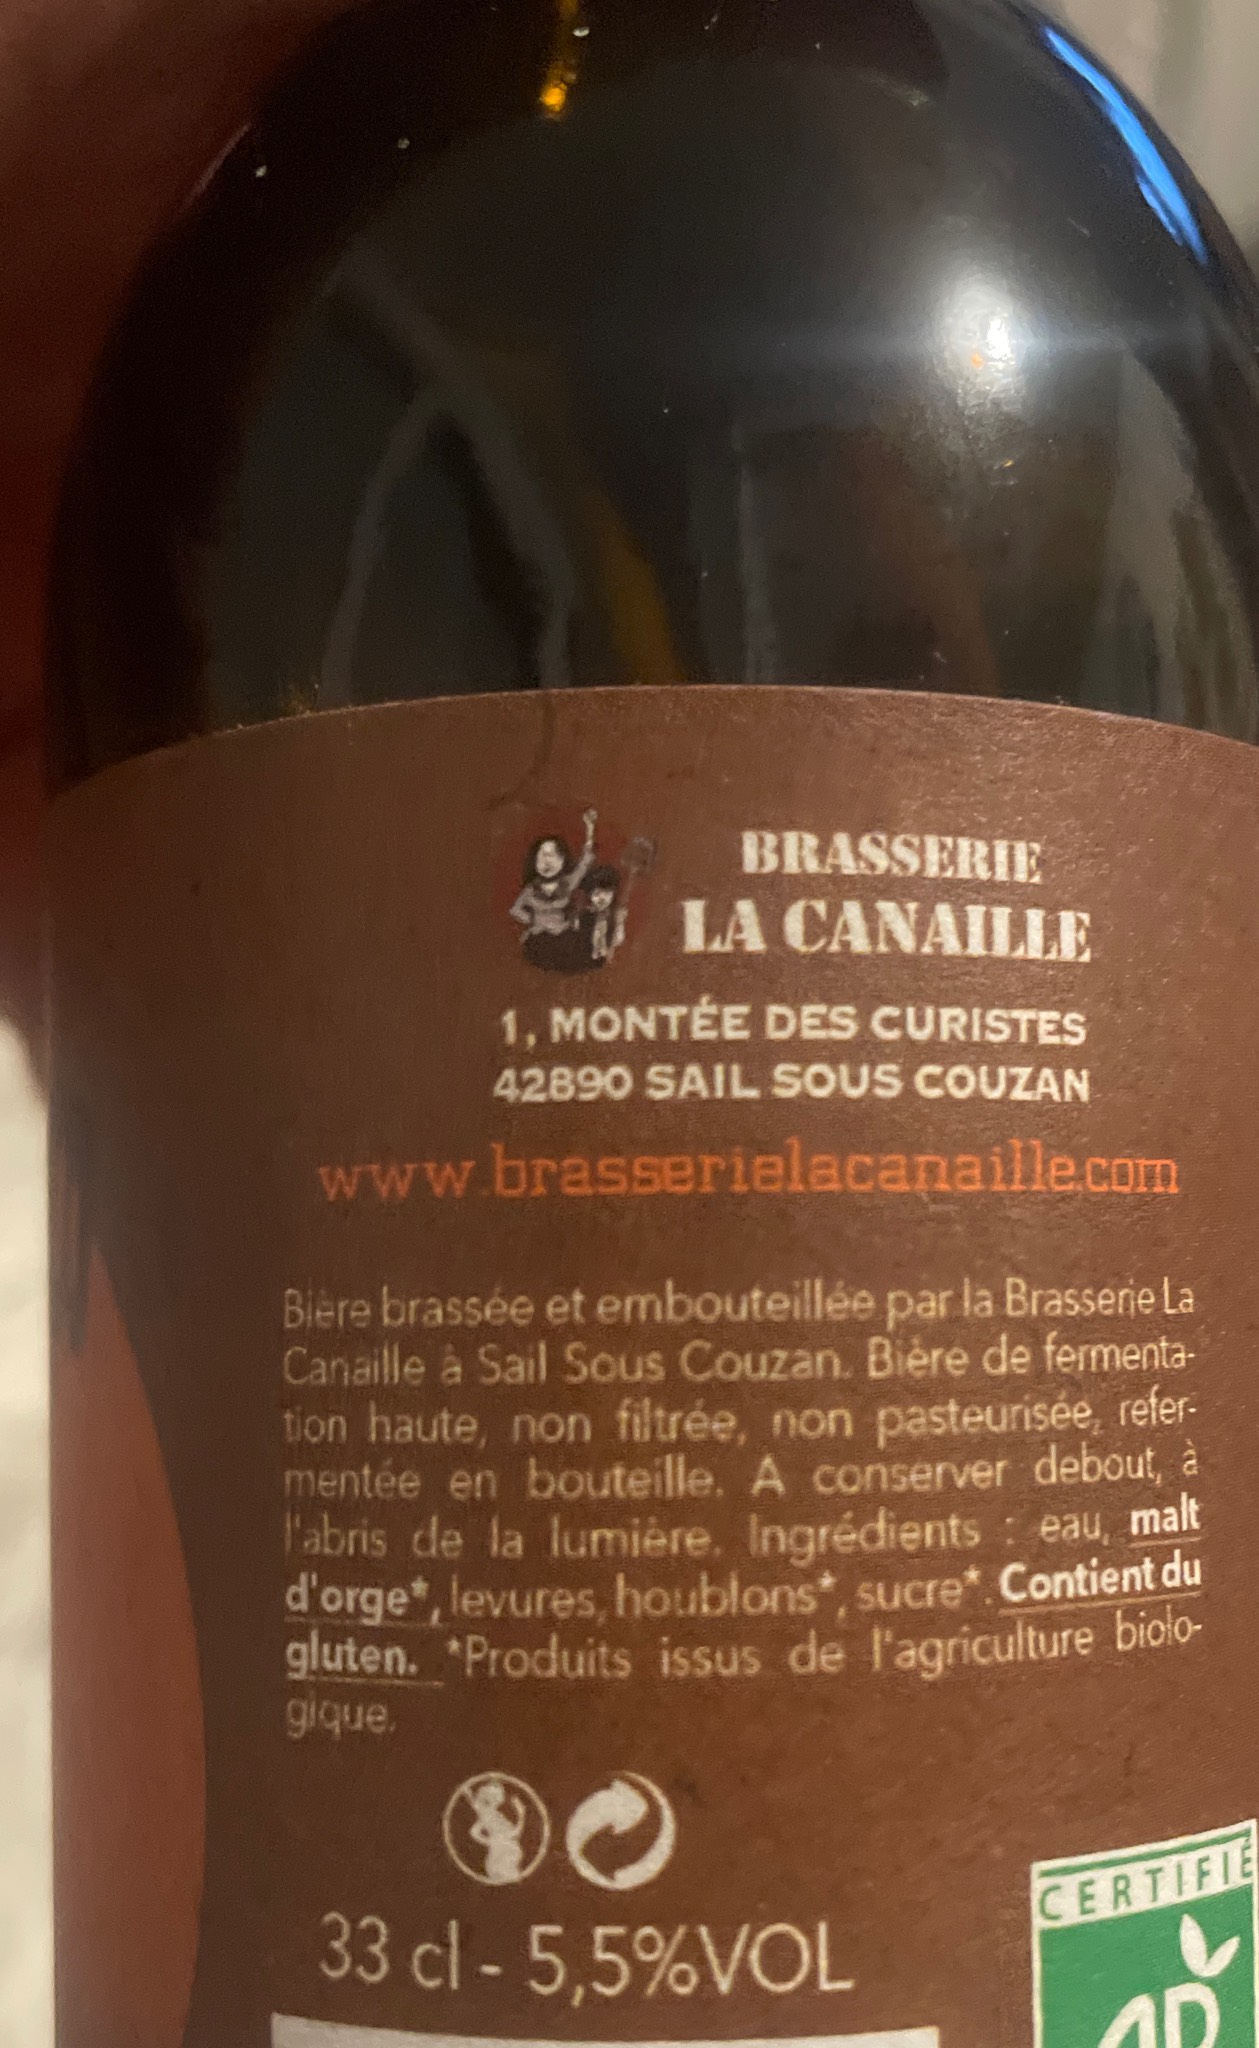 BRASSERIE
LA CANAILLE
1, MONTÉE DES CURISTES
42890 SAIL SOUS COUZAN
www.brasserielacanaille.com
Bière brassée et embouteillée par la Brasserie La
Canaille à Sail Sous Couzan. Bière de fermenta-
tion haute, non filtrée, non pasteurisée, refer-
mentée en bouteille. A conserver debout, à
l'abris de la lumière. Ingrédients : eau, malt
d'orge*, levures, houblons*, sucre*. Contient du
gluten. *Produits issus de l'agriculture biolo-
gique.
33 cl - 5,5%VOL
CERTIFIÉ
AB